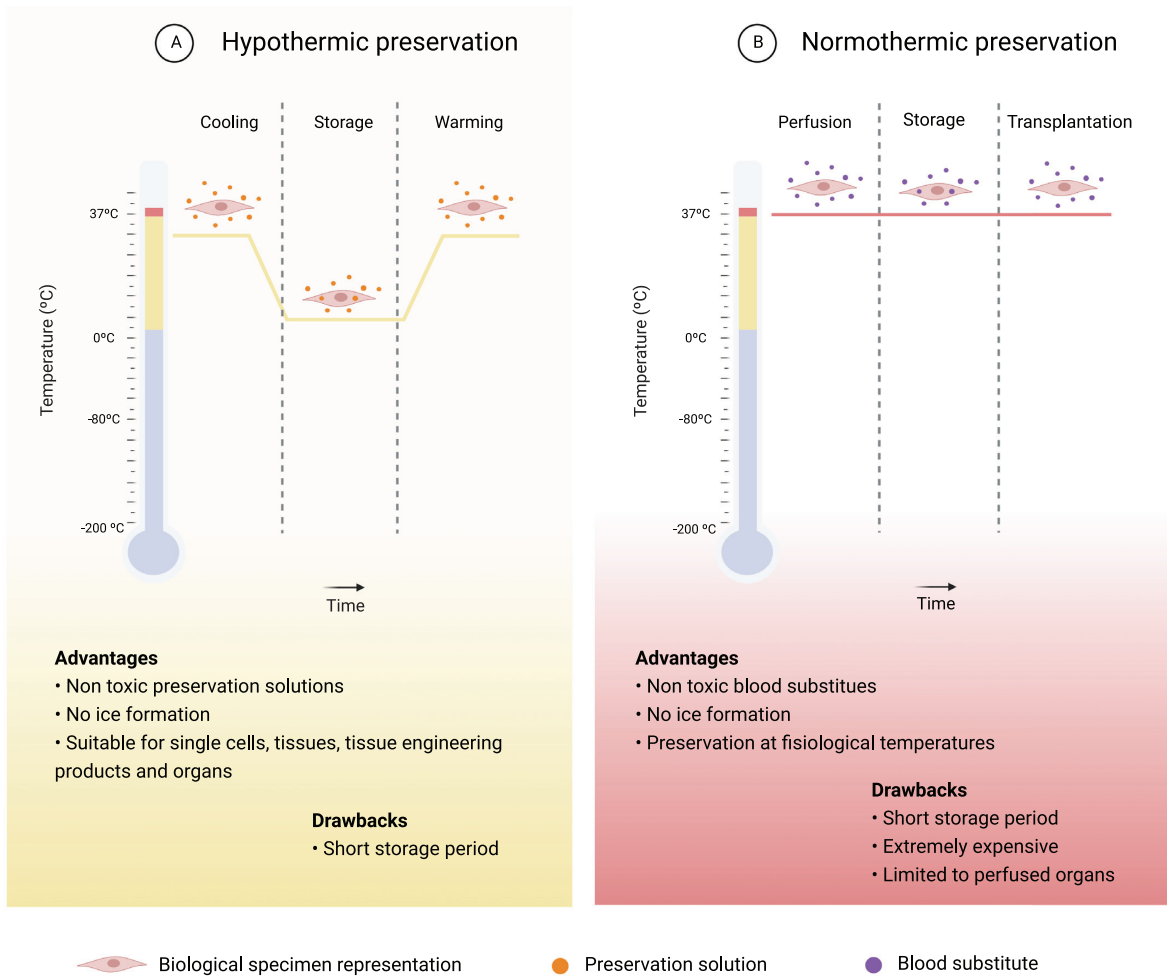 A Hypothermic preservation
Cooling Storage Warming
Temperature (ºC)
37ºC
0ºC
-80ºC
-200 ºC
Time
Advantages
• Non toxic preservation solutions
• No ice formation
• Suitable for single cells, tissues, tissue engineering
products and organs
Drawbacks
• Short storage period
B Normothermic preservation
Perfusion Storage Transplantation
Temperature (ºC)
37ºC
0ºC
-80ºC
-200 ºC
Time
Advantages
• Non toxic blood substitues
• No ice formation
• Preservation at fisiological temperatures
Drawbacks
• Short storage period
• Extremely expensive
• Limited to perfused organs
Biological specimen representation
Preservation solution
Blood substitute